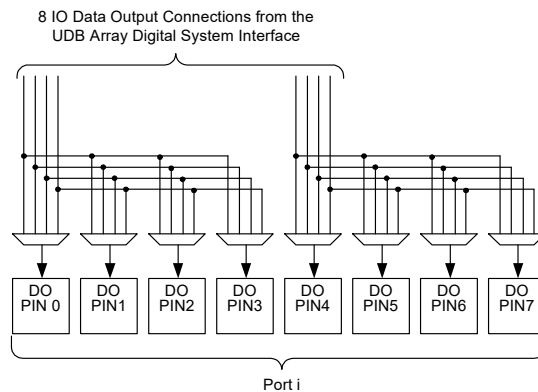 8 IO Data Output Connections from the
UDB Array Digital System Interface
DO
PIN 0
DO
PIN1
DO
PIN2
DO
PIN3
DO
PIN4
DO
PIN5
DO
PIN6
DO
PIN7
Port i